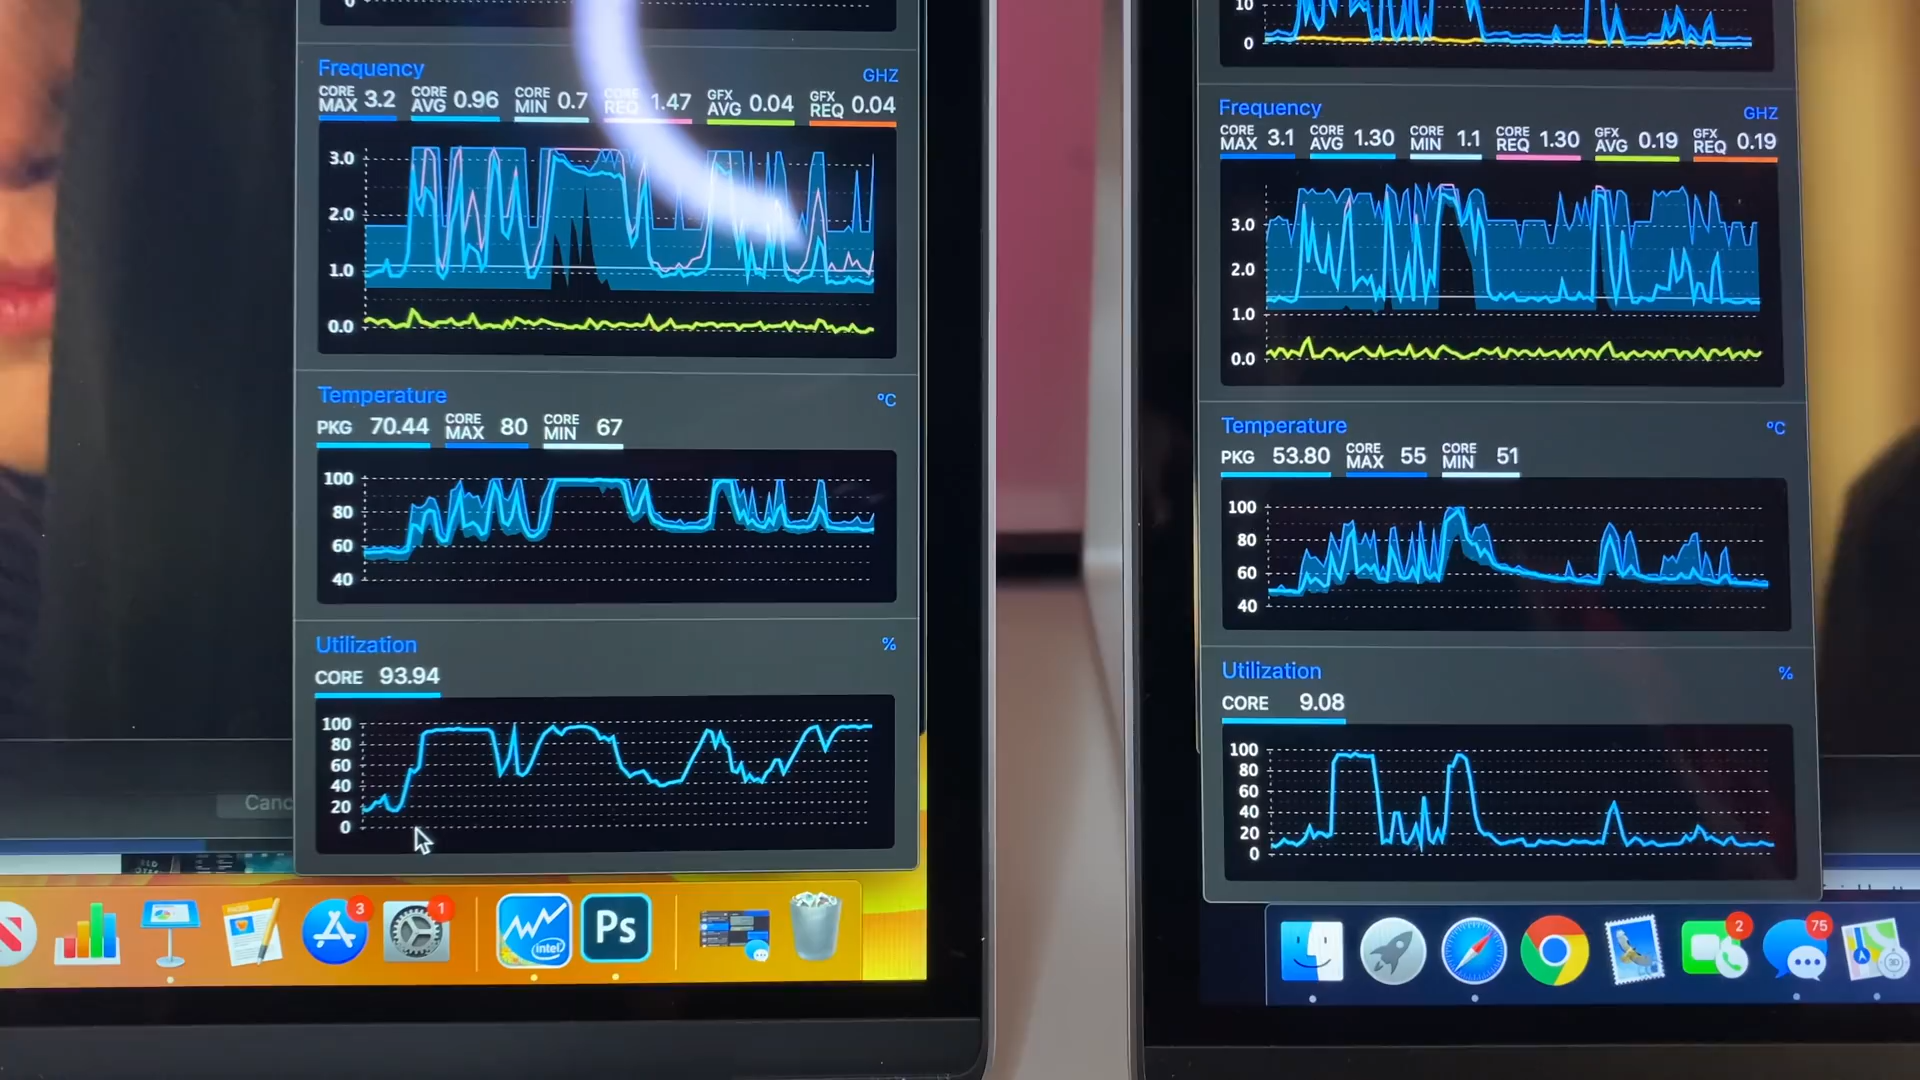 0
Frequency
GHZ
CORE MAX 3.2 CORE AVG 0.96 CORE MIN 0.7 CORE REQ 1.47 GFX AVG 0.04 GFX REQ 0.04
3.0
2.0
1.0
0.0
Temperature
°C
PKG 70.44 CORE MAX 80 CORE MIN 67
100
80
60
40
Utilization
%
CORE 93.94
100
80
60
40
20
0
Canc
3
1
intel
Ps
10
0
Frequency
GHZ
CORE MAX 3.1 CORE AVG 1.30 CORE MIN 1.1 CORE REQ 1.30 GFX AVG 0.19 GFX REQ 0.19
3.0
2.0
1.0
0.0
Temperature
°C
PKG 53.80 CORE MAX 55 CORE MIN 51
100
80
60
40
Utilization
%
CORE 9.08
100
80
60
40
20
0
2
75
3D